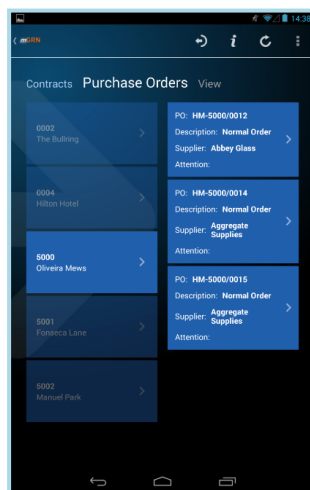 14:38
mGRN
Contracts Purchase Orders View
0002
The Bullring
0004
Hilton Hotel
5000
Oliveira Mews
5001
Fonseca Lane
5002
Manuel Park
PO: HM-5000/0012
Description: Normal Order
Supplier: Abbey Glass
Attention:
PO: HM-5000/0014
Description: Normal Order
Supplier: Aggregate
Supplies
Attention:
PO: HM-5000/0015
Description: Normal Order
Supplier: Aggregate
Supplies
Attention: